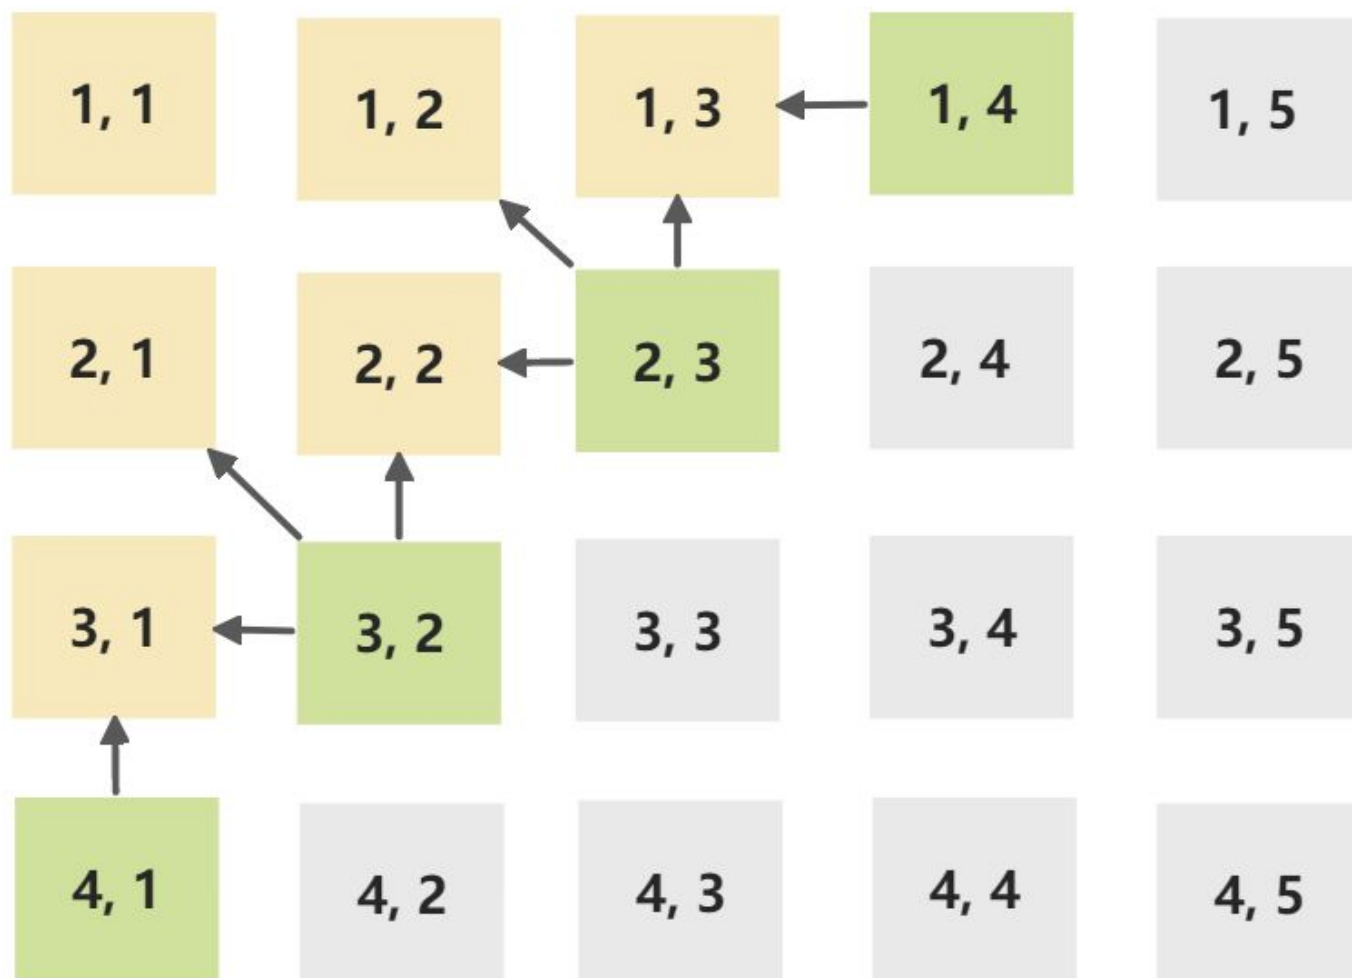 1, 1 1, 2 1, 3 1, 4 1, 5
2, 1 2, 2 2, 3 2, 4 2, 5
3, 1 3, 2 3, 3 3, 4 3, 5
4, 1 4, 2 4, 3 4, 4 4, 5